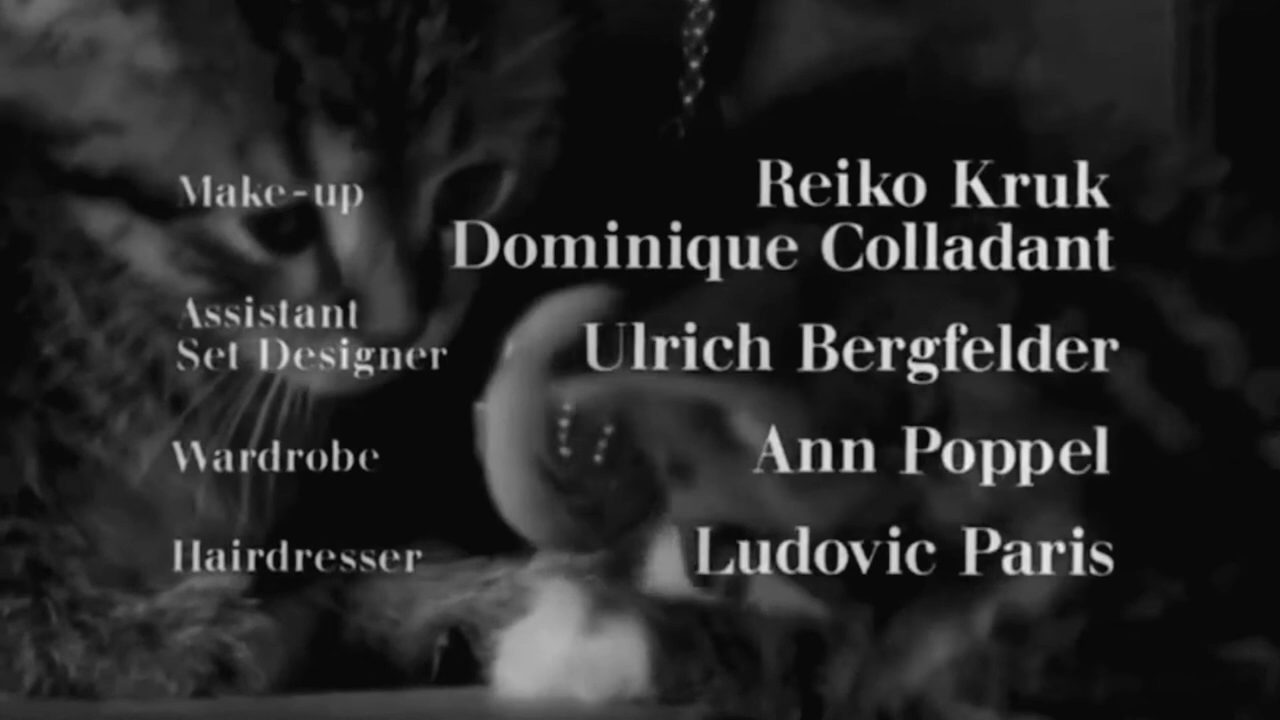 Make-up Reiko Kruk
Dominique Colladant
Assistant
Set Designer Ulrich Bergfelder
Wardrobe Ann Poppel
Hairdresser Ludovic Paris